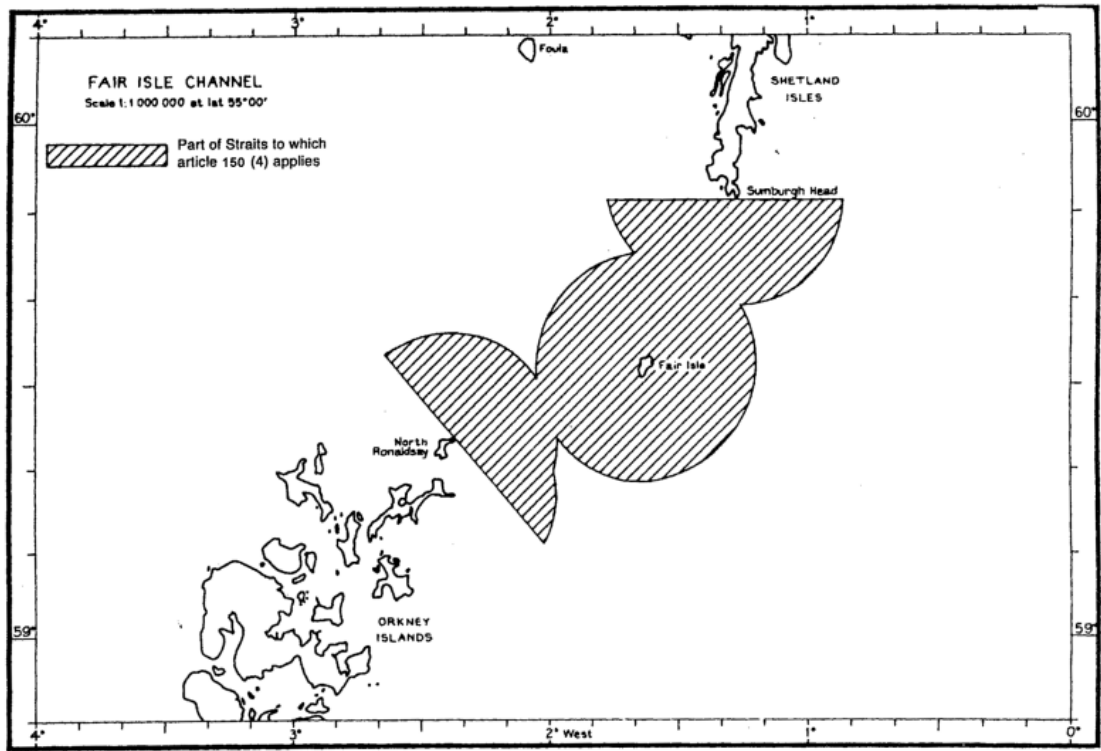 4°
3°
2°
1°
Foula
FAIR ISLE CHANNEL
Scale 1:1 000 000 at lat 55°00'
SHETLAND
ISLES
60°
60°
Part of Straits to which
article 150 (4) applies
Sumburgh Head
Fair Isle
North
Ronaldsay
ORKNEY
ISLANDS
59°
59°
4°
3°
2° West
1°
0°